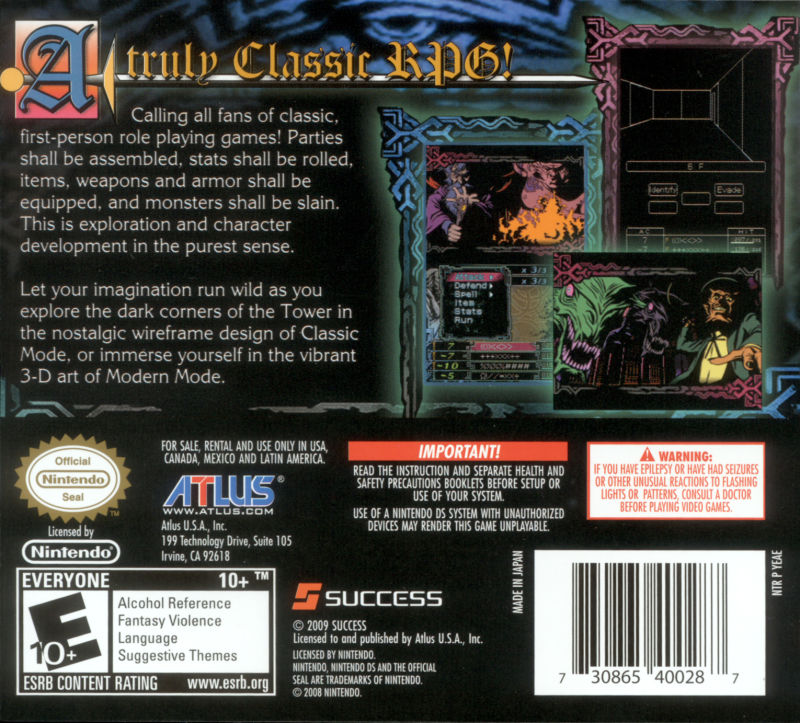 A truly Classic RPG!
Calling all fans of classic,
first-person role playing games! Parties
shall be assembled, stats shall be rolled,
items, weapons and armor shall be
equipped, and monsters shall be slain.
This is exploration and character
development in the purest sense.
Let your imagination run wild as you
explore the dark corners of the Tower in
the nostalgic wireframe design of Classic
Mode, or immerse yourself in the vibrant
3-D art of Modern Mode.
6 F
Identify
Evade
AC
HIT
x 3/3
x 3/3
Attack
Defend
Spell
Item
Stats
Run
Official
Nintendo
Seal
TM
Licensed by
Nintendo®
FOR SALE, RENTAL AND USE ONLY IN USA,
CANADA, MEXICO AND LATIN AMERICA.
ATLUS®
WWW.ATLUS.COM
Atlus U.S.A., Inc.
199 Technology Drive, Suite 105
Irvine, CA 92618
IMPORTANT!
READ THE INSTRUCTION AND SEPARATE HEALTH AND
SAFETY PRECAUTIONS BOOKLETS BEFORE SETUP OR
USE OF YOUR SYSTEM.
USE OF A NINTENDO DS SYSTEM WITH UNAUTHORIZED
DEVICES MAY RENDER THIS GAME UNPLAYABLE.
WARNING:
IF YOU HAVE EPILEPSY OR HAVE HAD SEIZURES
OR OTHER UNUSUAL REACTIONS TO FLASHING
LIGHTS OR PATTERNS, CONSULT A DOCTOR
BEFORE PLAYING VIDEO GAMES.
EVERYONE 10+ ™
E
10+
Alcohol Reference
Fantasy Violence
Language
Suggestive Themes
ESRB CONTENT RATING www.esrb.org
SUCCESS
© 2009 SUCCESS
Licensed to and published by Atlus U.S.A., Inc.
LICENSED BY NINTENDO.
NINTENDO, NINTENDO DS AND THE OFFICIAL
SEAL ARE TRADEMARKS OF NINTENDO.
© 2008 NINTENDO.
MADE IN JAPAN
7 30865 40028 7
NTR P YEAE